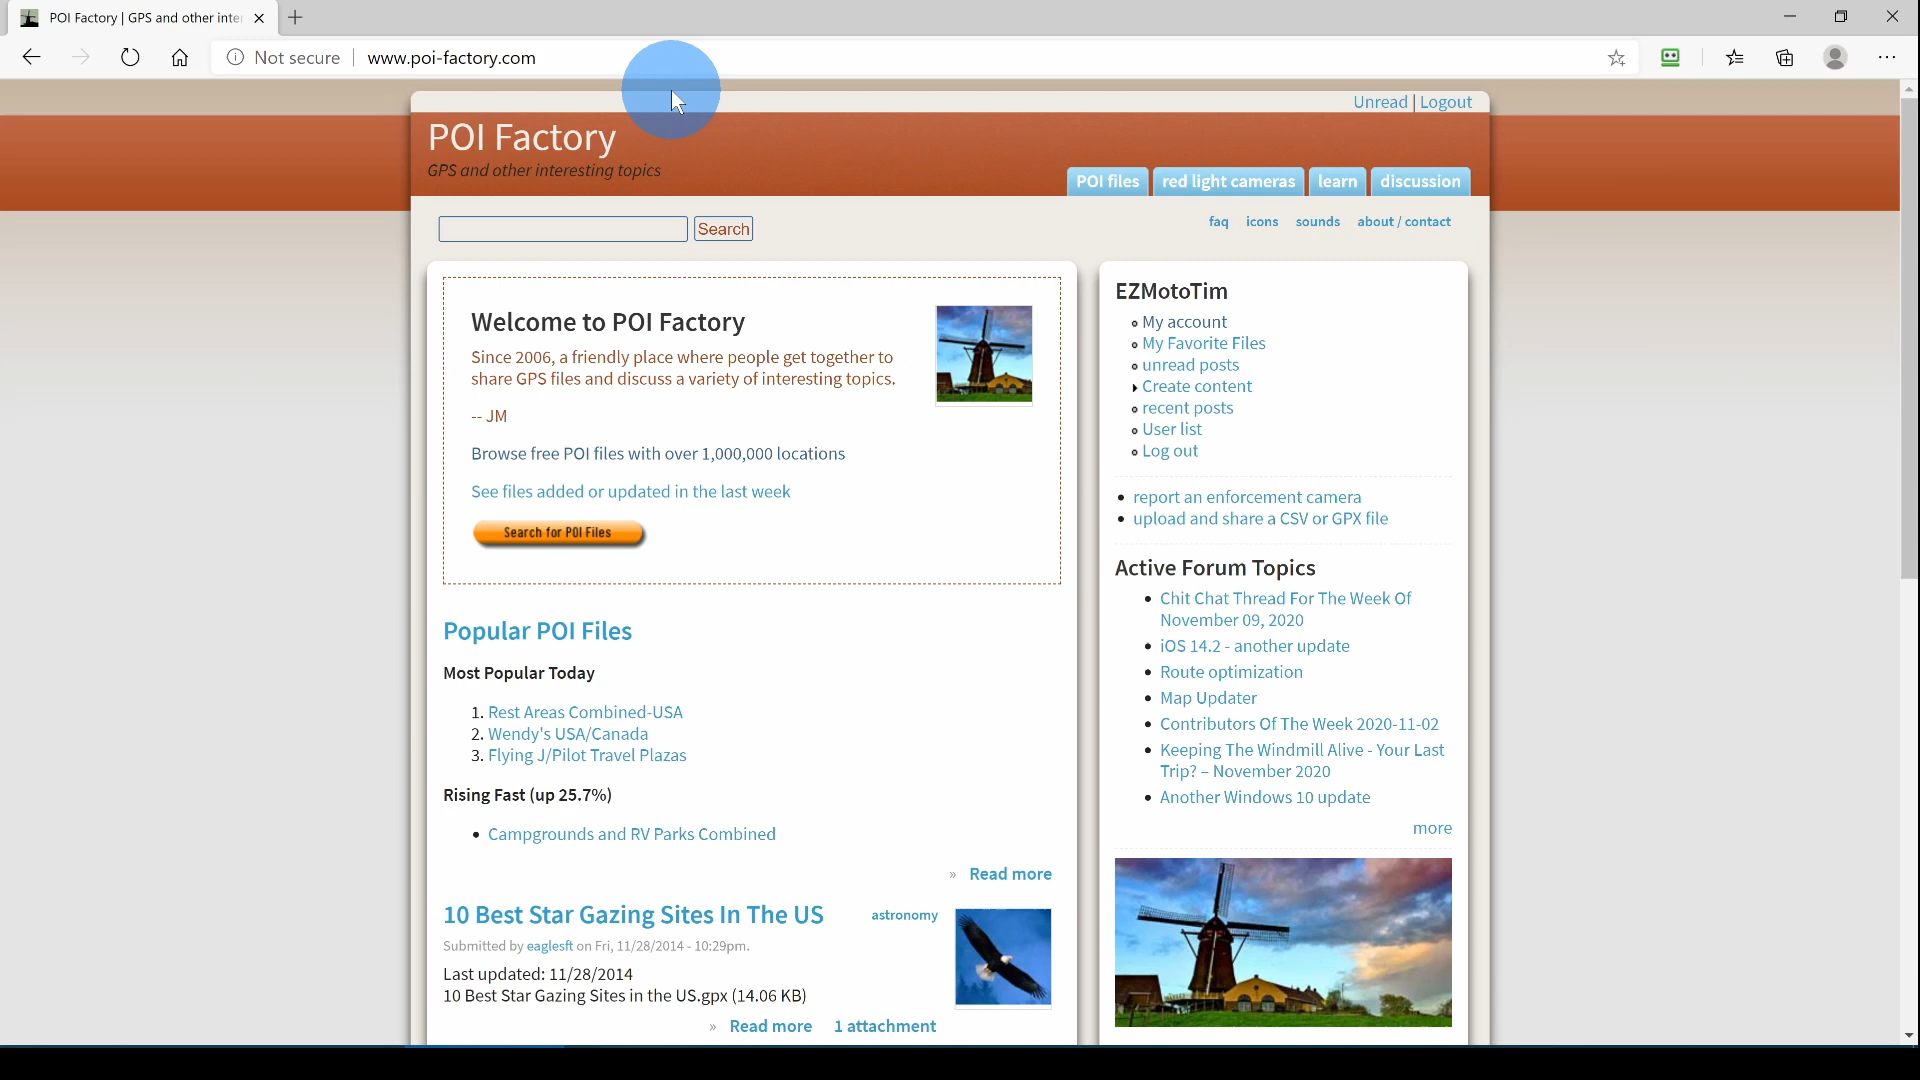 POI Factory | GPS and other inter
Not secure
www.poi-factory.com
Unread | Logout
POI Factory
GPS and other interesting topics
POI files
red light cameras
learn
discussion
Search
faq
icons
sounds
about / contact
Welcome to POI Factory
Since 2006, a friendly place where people get together to
share GPS files and discuss a variety of interesting topics.
-- JM
Browse free POI files with over 1,000,000 locations
See files added or updated in the last week
Search for POI Files
Popular POI Files
Most Popular Today
1. Rest Areas Combined-USA
2. Wendy's USA/Canada
3. Flying J/Pilot Travel Plazas
Rising Fast (up 25.7%)
Campgrounds and RV Parks Combined
» Read more
10 Best Star Gazing Sites In The US
astronomy
Submitted by eaglesft on Fri, 11/28/2014 - 10:29pm.
Last updated: 11/28/2014
10 Best Star Gazing Sites in the US.gpx (14.06 KB)
» Read more 1 attachment
EZMotoTim
My account
My Favorite Files
unread posts
Create content
recent posts
User list
Log out
report an enforcement camera
upload and share a CSV or GPX file
Active Forum Topics
Chit Chat Thread For The Week Of
November 09, 2020
iOS 14.2 - another update
Route optimization
Map Updater
Contributors Of The Week 2020-11-02
Keeping The Windmill Alive - Your Last
Trip? – November 2020
Another Windows 10 update
more